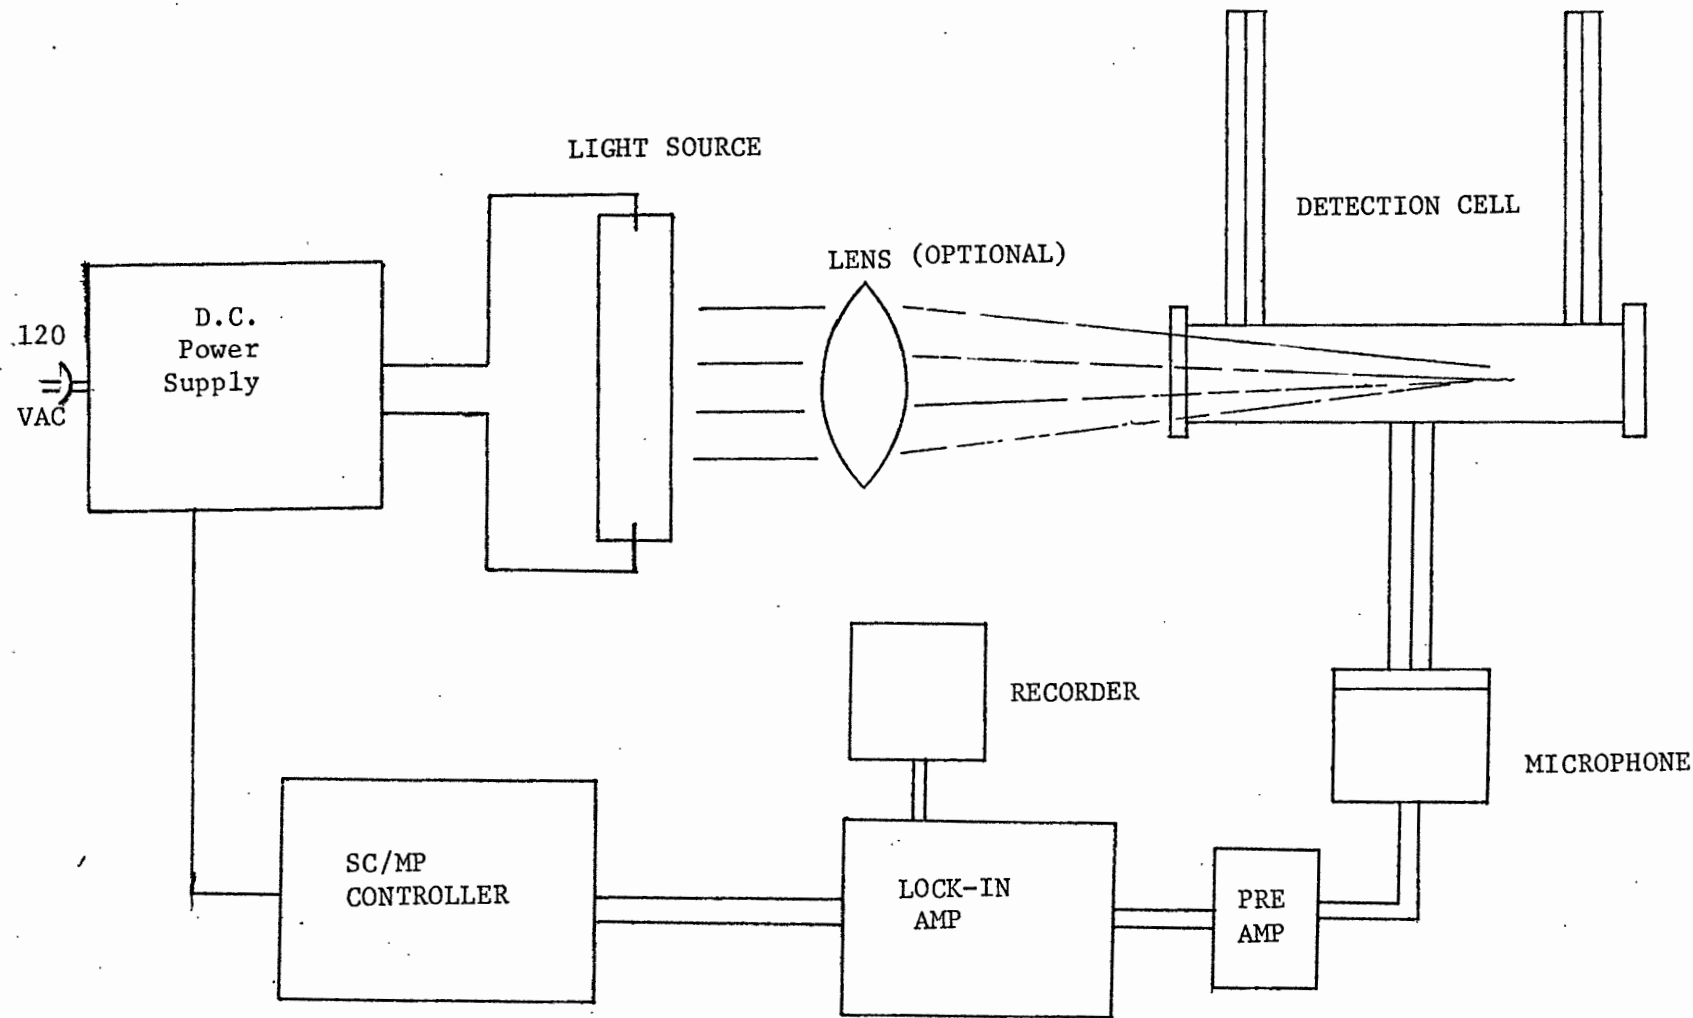 LIGHT SOURCE
DETECTION CELL
LENS (OPTIONAL)
D.C.
Power
Supply
120
VAC
RECORDER
MICROPHONE
SC/MP
CONTROLLER
LOCK-IN
AMP
PRE
AMP